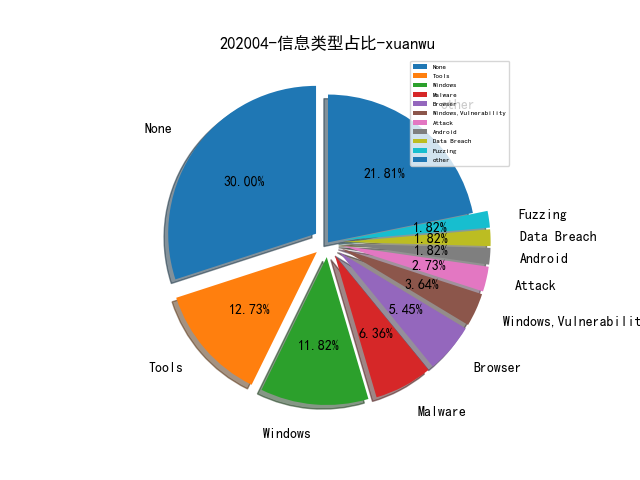 202004-信息类型占比-xuanwu
None
Tools
Windows
Malware
Browser
Windows,Vulnerability
Attack
Android
Data Breach
Fuzzing
other
other
None
30.00%
21.81%
Fuzzing
1.82%
Data Breach
1.82%
Android
1.82%
Attack
2.73%
Windows,Vulnerabilit
3.64%
Browser
5.45%
Malware
6.36%
Windows
11.82%
Tools
12.73%